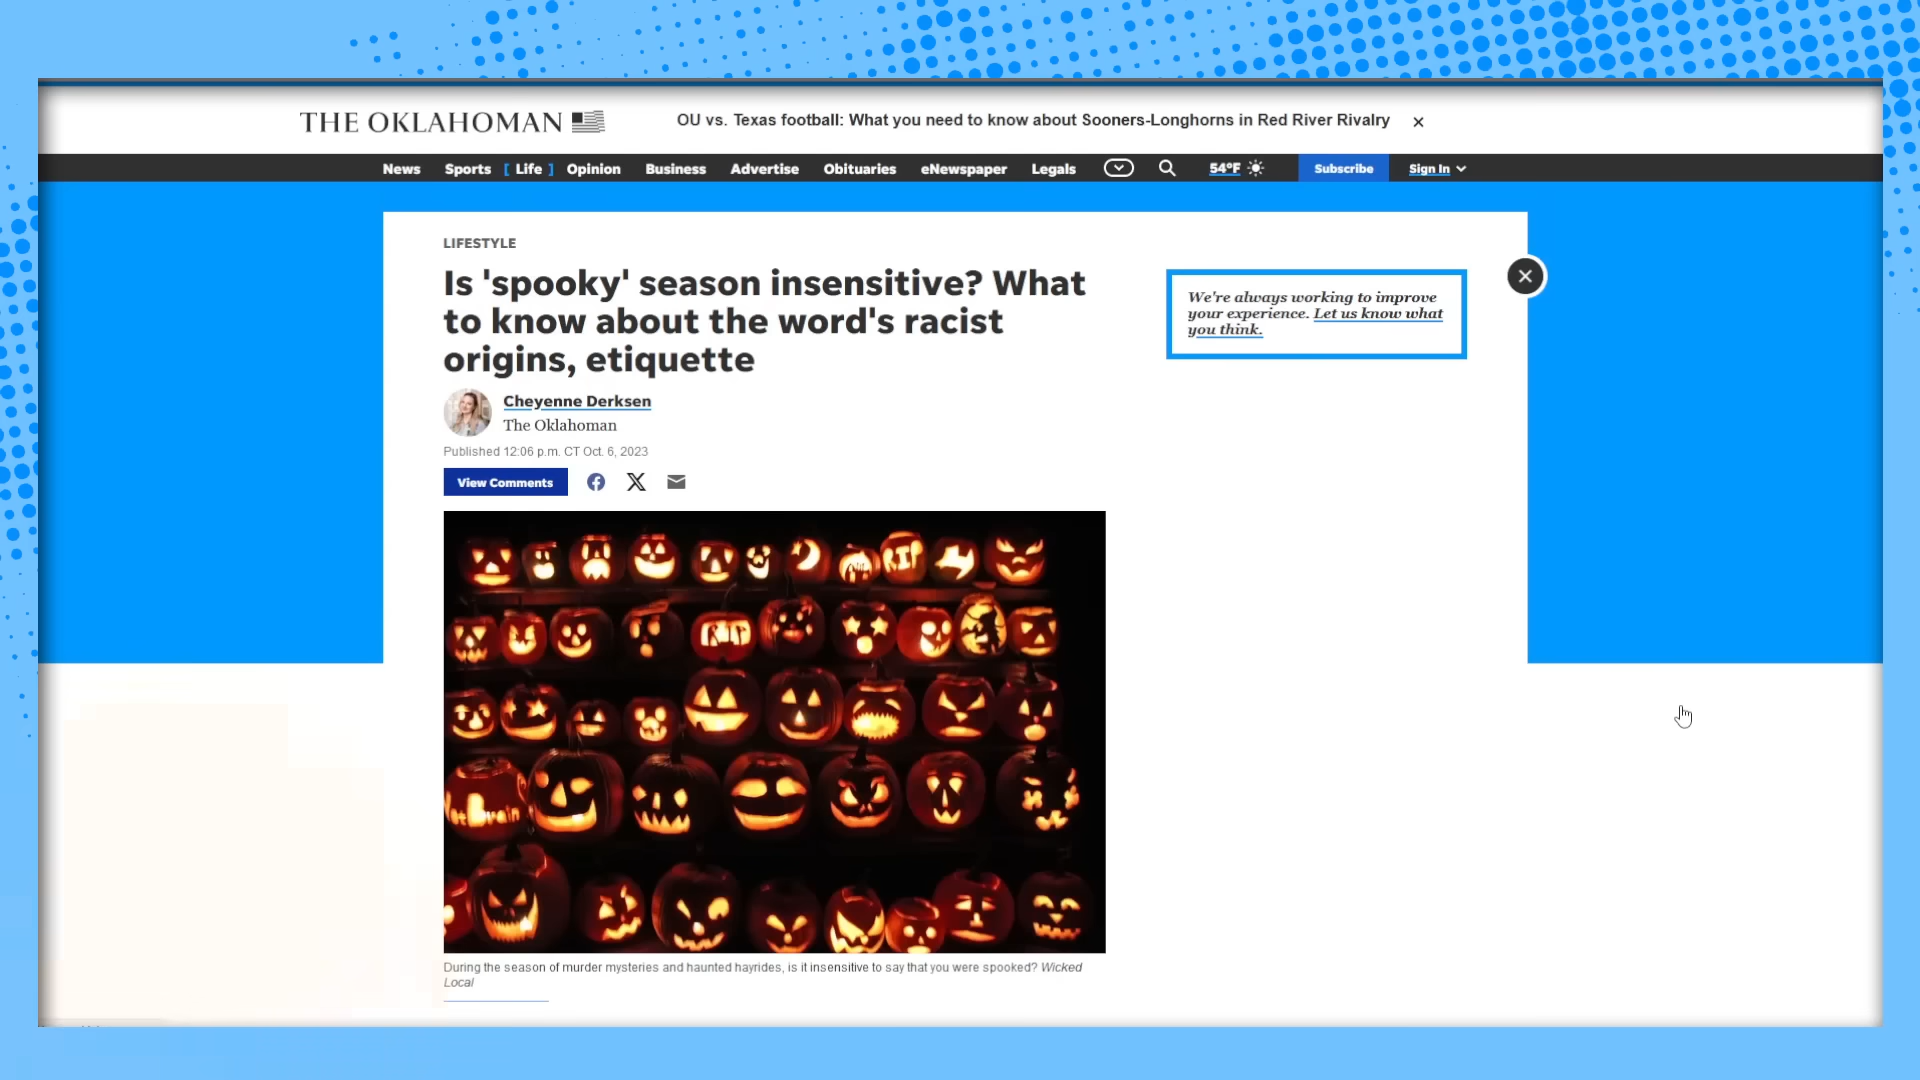 THE OKLAHOMAN
OU vs. Texas football: What you need to know about Sooners-Longhorns in Red River Rivalry
News Sports [ Life ] Opinion Business Advertise Obituaries eNewspaper Legals 54°F Subscribe Sign In
LIFESTYLE
Is 'spooky' season insensitive? What
to know about the word's racist
origins, etiquette
Cheyenne Derksen
The Oklahoman
Published 12:06 p.m. CT Oct. 6, 2023
View Comments
We're always working to improve
your experience. Let us know what
you think.
RIP
RIP
During the season of murder mysteries and haunted hayrides, is it insensitive to say that you were spooked? Wicked
Local